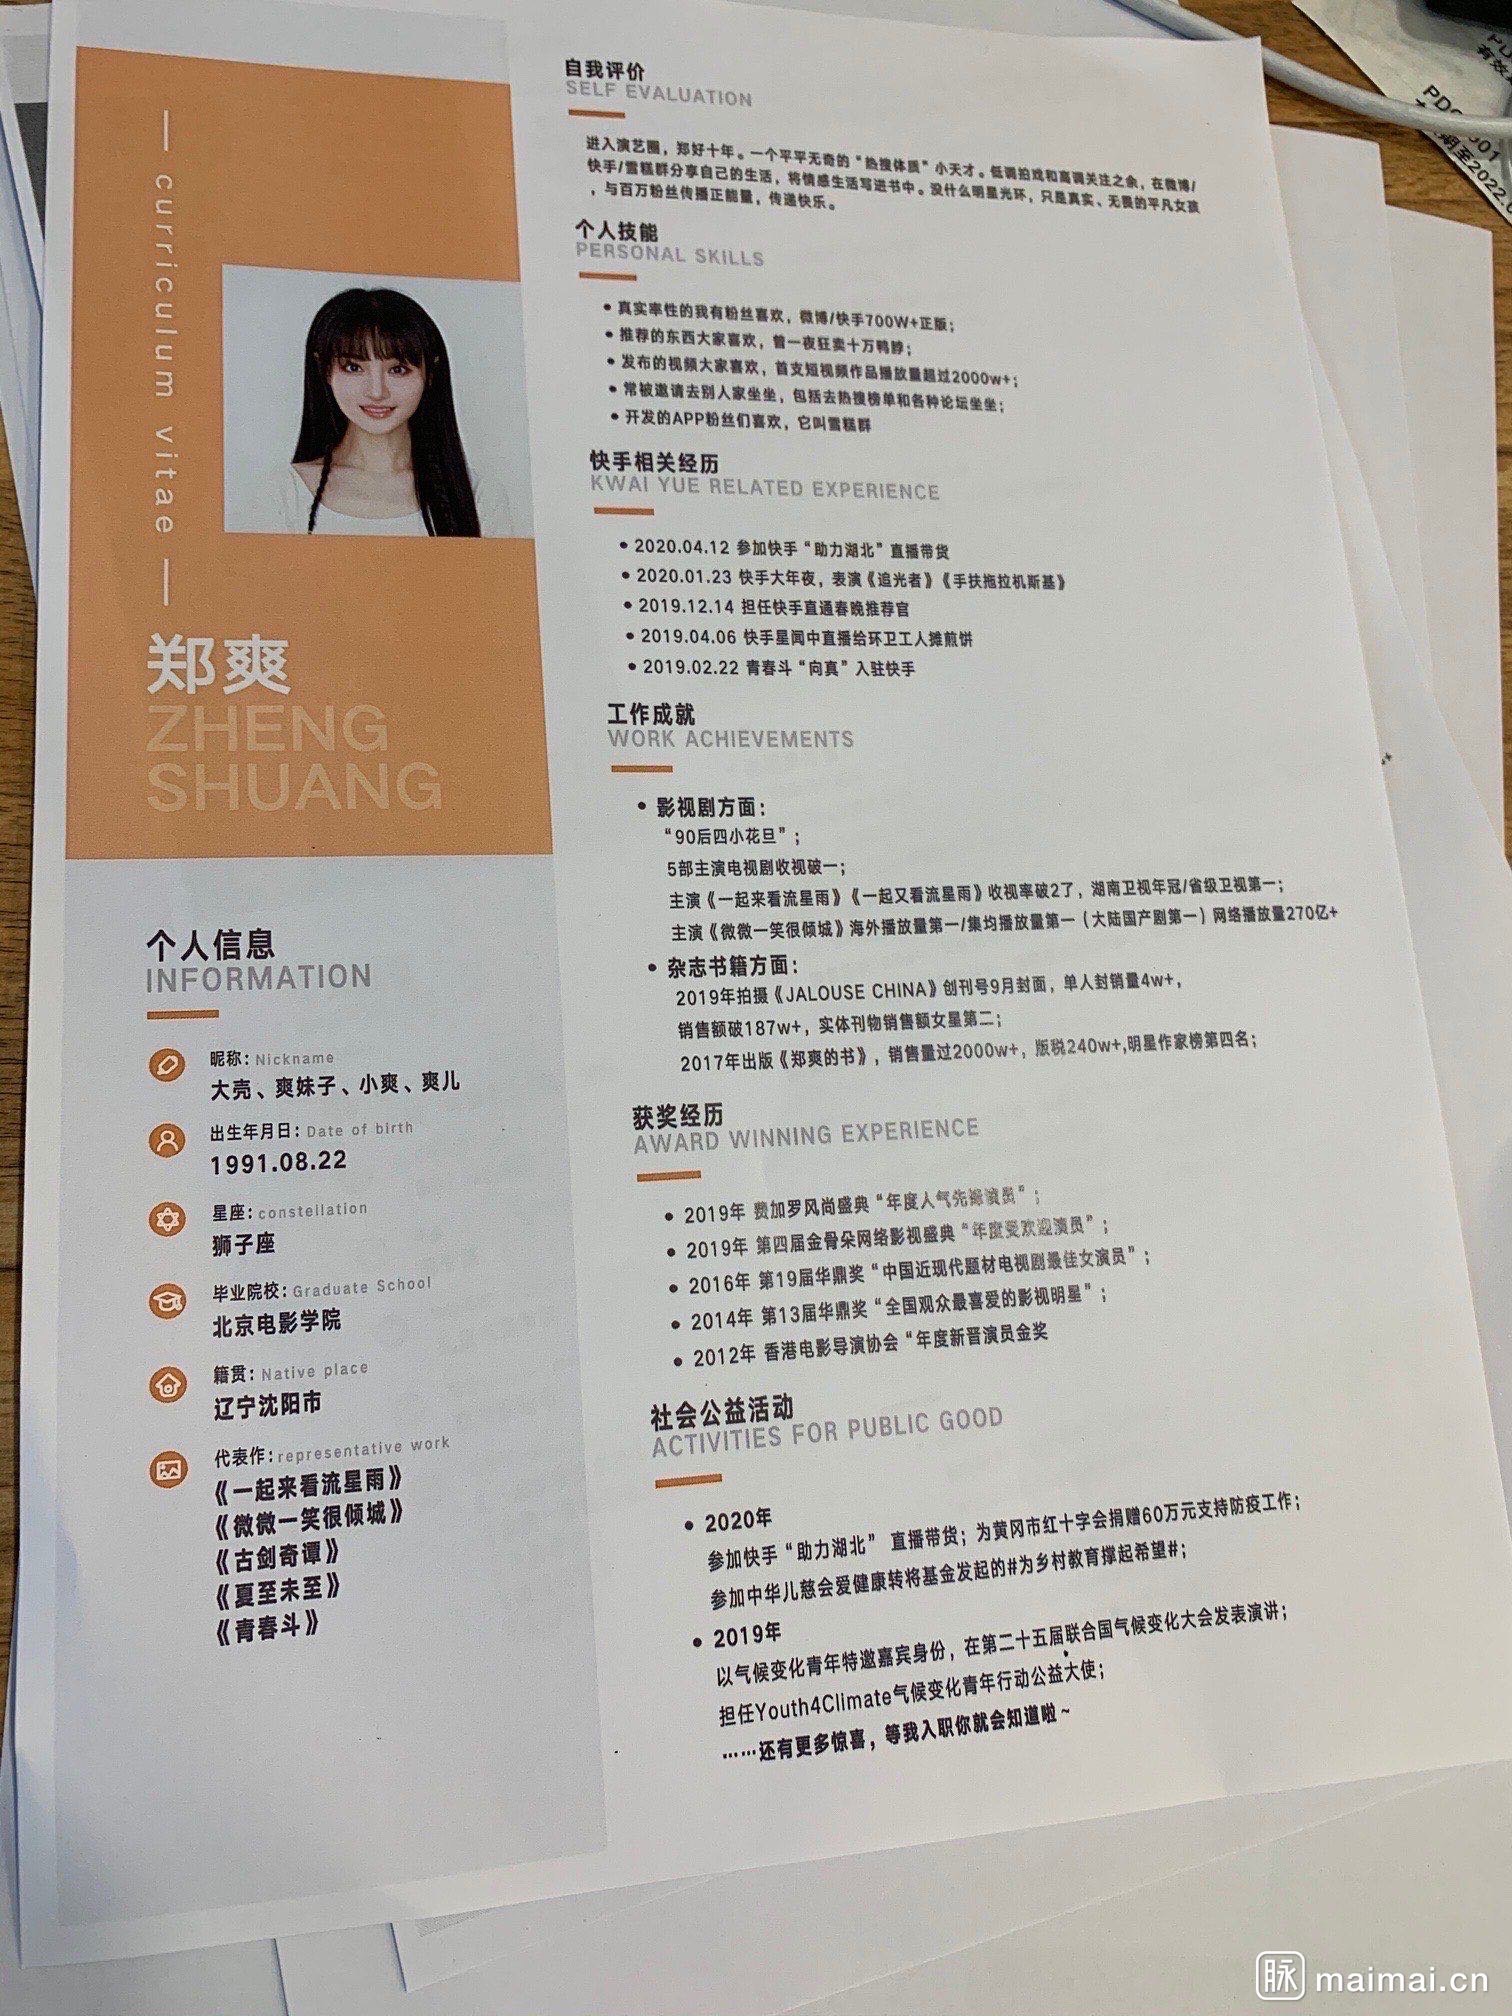 — curriculum vitae —
郑爽
ZHENG
SHUANG
个人信息
INFORMATION
昵称：Nickname
大壳、爽妹子、小爽、爽儿
出生年月日：Date of birth
1991.08.22
星座：constellation
狮子座
毕业院校：Graduate School
北京电影学院
籍贯：Native place
辽宁沈阳市
代表作：representative work
《一起来看流星雨》
《微微一笑很倾城》
《古剑奇谭》
《夏至未至》
《青春斗》
自我评价
SELF EVALUATION
进入演艺圈，郑好十年。一个平平无奇的“热搜体质”小天才。低调拍戏和高调关注之余，在微博/
快手/雪糕群分享自己的生活，将情感生活写进书中。没什么明星光环，只是真实、无畏的平凡女孩
，与百万粉丝传播正能量，传递快乐。
个人技能
PERSONAL SKILLS
• 真实率性的我有粉丝喜欢，微博/快手700W+正版；
• 推荐的东西大家喜欢，曾一夜狂卖十万鸭脖；
• 发布的视频大家喜欢，首支短视频作品播放量超过2000w+；
• 常被邀请去别人家坐坐，包括去热搜榜单和各种论坛坐坐；
• 开发的APP粉丝们喜欢，它叫雪糕群
快手相关经历
KWAI YUE RELATED EXPERIENCE
• 2020.04.12 参加快手“助力湖北”直播带货
• 2020.01.23 快手大年夜，表演《追光者》《手扶拖拉机斯基》
• 2019.12.14 担任快手直通春晚推荐官
• 2019.04.06 快手星闻中直播给环卫工人摊煎饼
• 2019.02.22 青春斗“向真”入驻快手
工作成就
WORK ACHIEVEMENTS
• 影视剧方面：
“90后四小花旦”；
5部主演电视剧收视破一；
主演《一起来看流星雨》《一起又看流星雨》收视率破2了，湖南卫视年冠/省级卫视第一；
主演《微微一笑很倾城》海外播放量第一/集均播放量第一（大陆国产剧第一）网络播放量270亿+
• 杂志书籍方面：
2019年拍摄《JALOUSE CHINA》创刊号9月封面，单人封销量4w+，
销售额破187w+，实体刊物销售额女星第二；
2017年出版《郑爽的书》，销售量过2000w+，版税240w+,明星作家榜第四名；
获奖经历
AWARD WINNING EXPERIENCE
• 2019年 费加罗风尚盛典“年度人气先锋演员”；
• 2019年 第四届金骨朵网络影视盛典“年度受欢迎演员”；
• 2016年 第19届华鼎奖“中国近现代题材电视剧最佳女演员”；
• 2014年 第13届华鼎奖“全国观众最喜爱的影视明星”；
• 2012年 香港电影导演协会“年度新晋演员金奖
社会公益活动
ACTIVITIES FOR PUBLIC GOOD
• 2020年
参加快手“助力湖北” 直播带货；为黄冈市红十字会捐赠60万元支持防疫工作；
参加中华儿慈会爱健康转将基金发起的#为乡村教育撑起希望#；
• 2019年
以气候变化青年特邀嘉宾身份，在第二十五届联合国气候变化大会发表演讲；
担任Youth4Climate气候变化青年行动公益大使；
……还有更多惊喜，等我入职你就会知道啦~
脉 maimai.cn